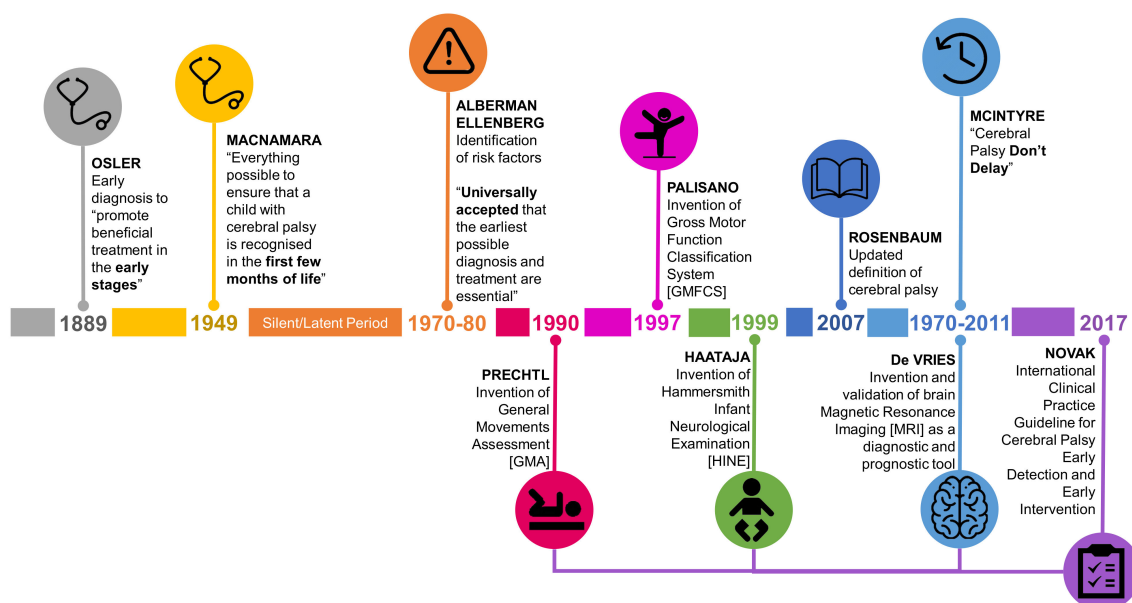 OSLER
Early
diagnosis to
“promote
beneficial
treatment in
the early
stages”
MACNAMARA
“Everything
possible to
ensure that a
child with
cerebral palsy
is recognised
in the first few
months of life”
ALBERMAN
ELLENBERG
Identification
of risk factors
“Universally
accepted that
the earliest
possible
diagnosis and
treatment are
essential”
PALISANO
Invention of
Gross Motor
Function
Classification
System
[GMFCS]
ROSENBAUM
Updated
definition of
cerebral palsy
MCINTYRE
“Cerebral
Palsy Don’t
Delay”
1889
1949
Silent/Latent Period
1970-80
1990
1997
1999
2007
1970-2011
2017
PRECHTL
Invention of
General
Movements
Assessment
[GMA]
HAATAJA
Invention of
Hammersmith
Infant
Neurological
Examination
[HINE]
De VRIES
Invention and
validation of brain
Magnetic Resonance
Imaging [MRI] as a
diagnostic and
prognostic tool
NOVAK
International
Clinical
Practice
Guideline for
Cerebral Palsy
Early
Detection and
Early
Intervention